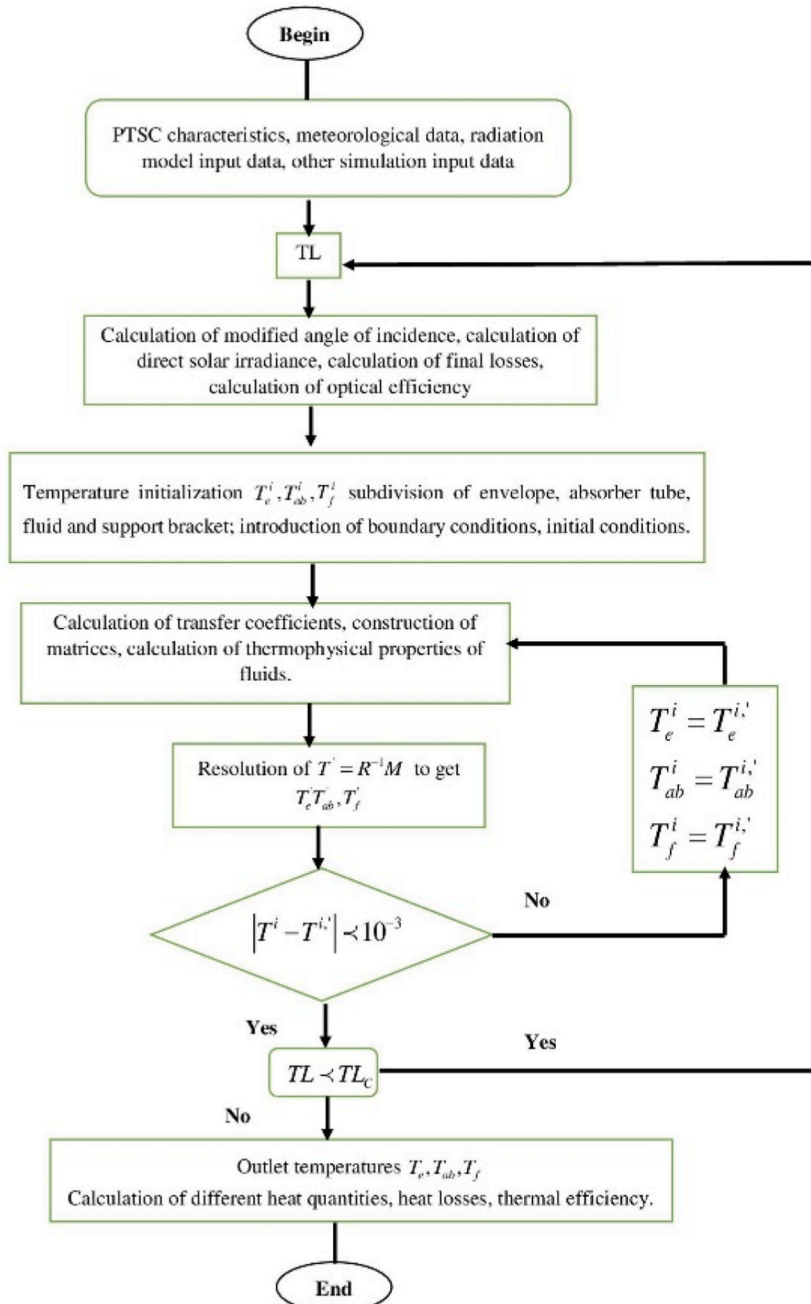 Begin
PTSC characteristics, meteorological data, radiation
model input data, other simulation input data
TL
Calculation of modified angle of incidence, calculation of
direct solar irradiance, calculation of final losses,
calculation of optical efficiency
Temperature initialization T_e^i, T_ab^i, T_f^i subdivision of envelope, absorber tube,
fluid and support bracket; introduction of boundary conditions, initial conditions.
Calculation of transfer coefficients, construction of
matrices, calculation of thermophysical properties of
fluids.
T_e^i = T_e^{i,'}
T_ab^i = T_ab^{i,'}
T_f^i = T_f^{i,'}
Resolution of T' = R^{-1}M to get
T_e' T_ab', T_f'
|T^i − T^{i,'}| ≺ 10^{-3}
No
Yes
TL ≺ TL_C
Yes
No
Outlet temperatures T_e, T_ab, T_f
Calculation of different heat quantities, heat losses, thermal efficiency.
End